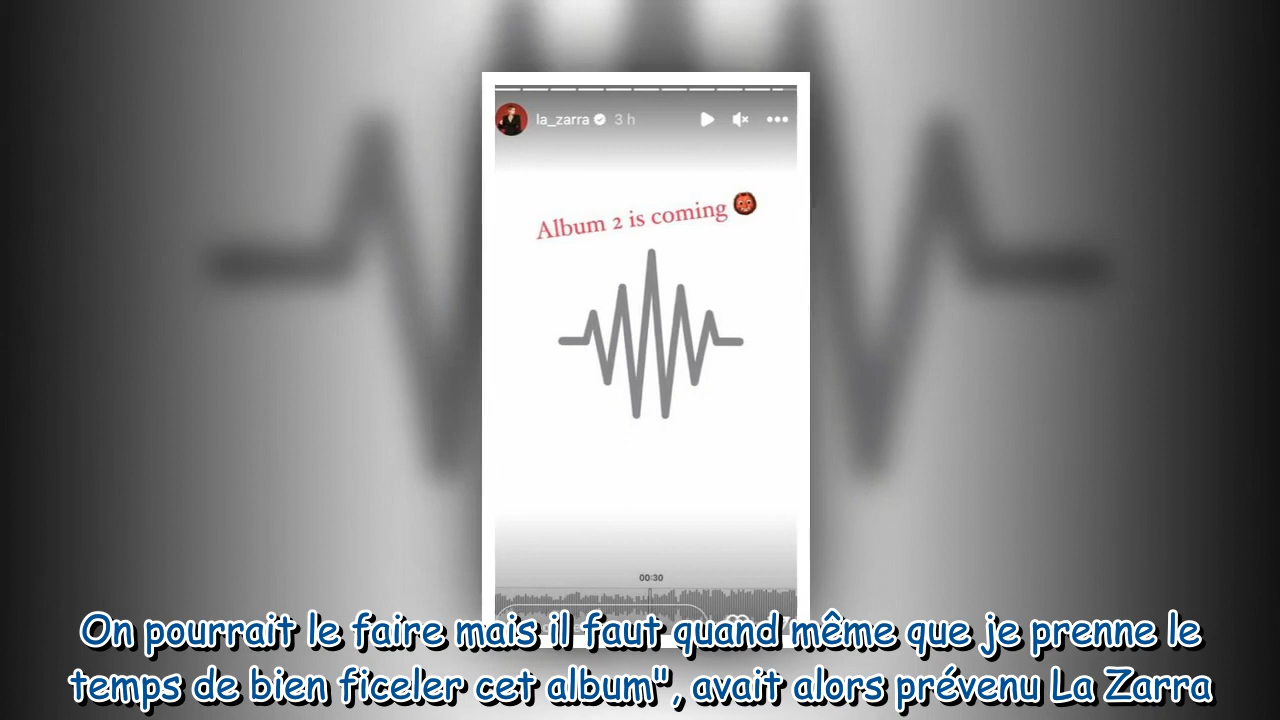 la_zarra 3 h
Album 2 is coming
00:30
On pourrait le faire mais il faut quand même que je prenne le
temps de bien ficeler cet album", avait alors prévenu La Zarra